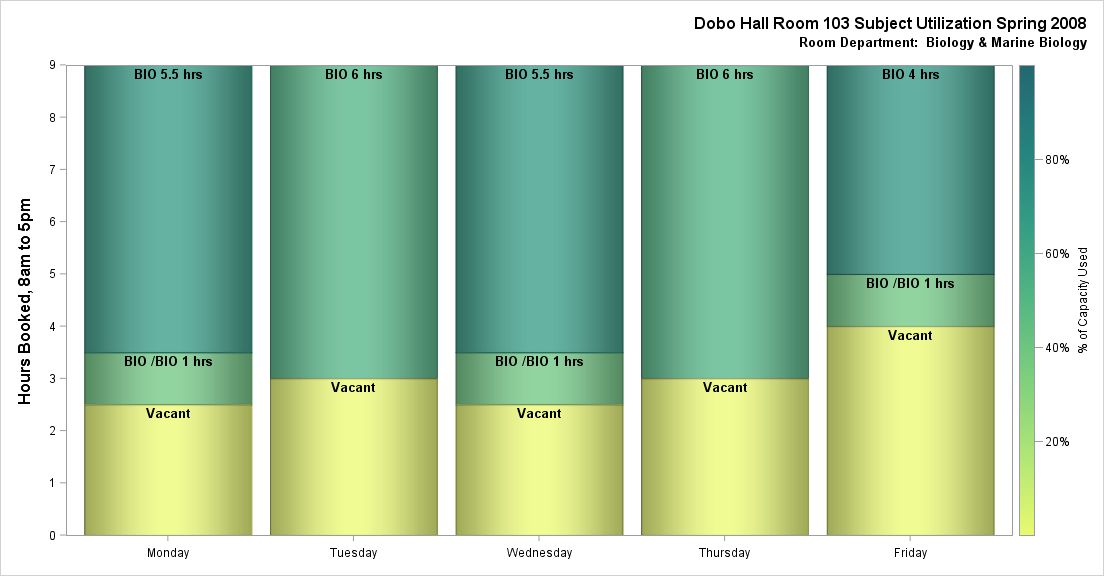 Dobo Hall Room 103 Subject Utilization Spring 2008
Room Department:  Biology & Marine Biology
Hours Booked, 8am to 5pm
9
8
7
6
5
4
3
2
1
0
BIO 5.5 hrs
BIO /BIO 1 hrs
Vacant
BIO 6 hrs
Vacant
BIO 5.5 hrs
BIO /BIO 1 hrs
Vacant
BIO 6 hrs
Vacant
BIO 4 hrs
BIO /BIO 1 hrs
Vacant
Monday
Tuesday
Wednesday
Thursday
Friday
80%
60%
40%
20%
% of Capacity Used